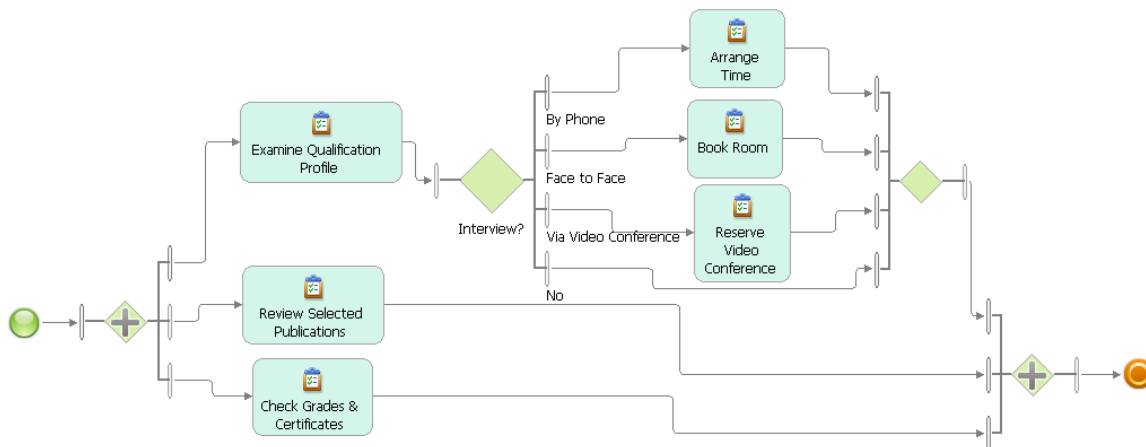 Arrange
Time
By Phone
Examine Qualification
Profile
Book Room
Face to Face
Interview?
Via Video Conference
Reserve
Video
Conference
No
Review Selected
Publications
Check Grades &
Certificates